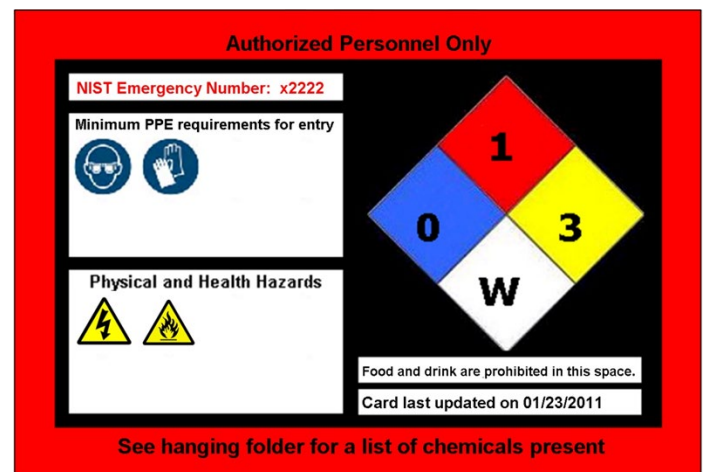 Authorized Personnel Only
NIST Emergency Number: x2222
Minimum PPE requirements for entry
Physical and Health Hazards
1
0
3
W
Food and drink are prohibited in this space.
Card last updated on 01/23/2011
See hanging folder for a list of chemicals present